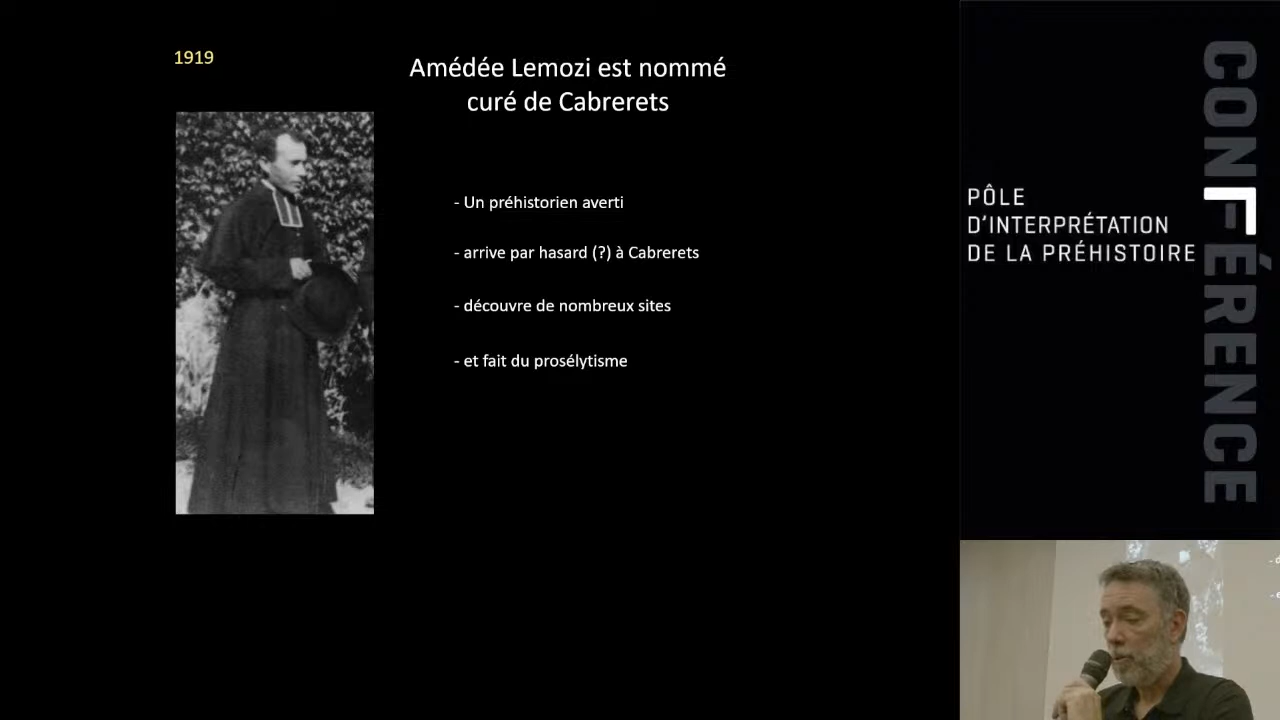 1919
Amédée Lemozi est nommé
curé de Cabrerets
- Un préhistorien averti
- arrive par hasard (?) à Cabrerets
- découvre de nombreux sites
- et fait du prosélytisme
PÔLE
D'INTERPRÉTATION
DE LA PRÉHISTOIRE
CONFÉRENCE